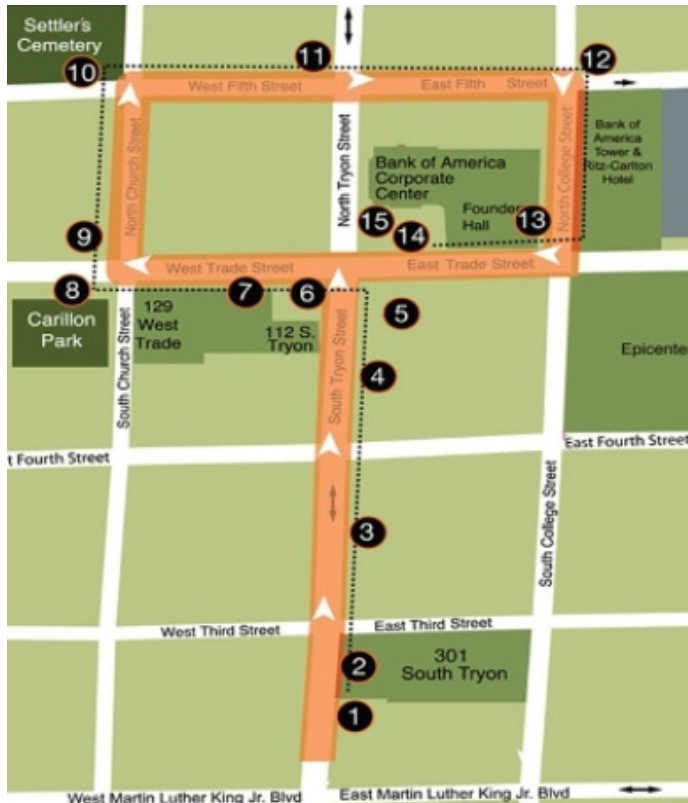 Settler's
Cemetery
10
11
12
West Fifth Street
East Fifth Street
North Church Street
North Tryon Street
North College Street
Bank of
America
Tower &
Ritz-Carlton
Hotel
Bank of America
Corporate
Center
15
14
Hall
13
9
West Trade Street
East Trade Street
8
7
6
5
Carillon
Park
129
West
Trade
112 S.
Tryon
4
South Church Street
South Tryon Street
South College Street
Fourth Street
East Fourth Street
3
West Third Street
East Third Street
2
301
South Tryon
1
West Martin Luther King Jr. Blvd
East Martin Luther King Jr. Blvd